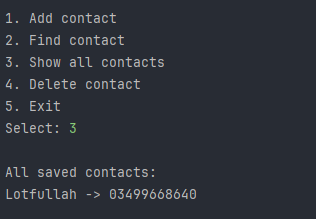 1. Add contact
2. Find contact
3. Show all contacts
4. Delete contact
5. Exit
Select: 3
All saved contacts:
Lotfullah -> 03499668640